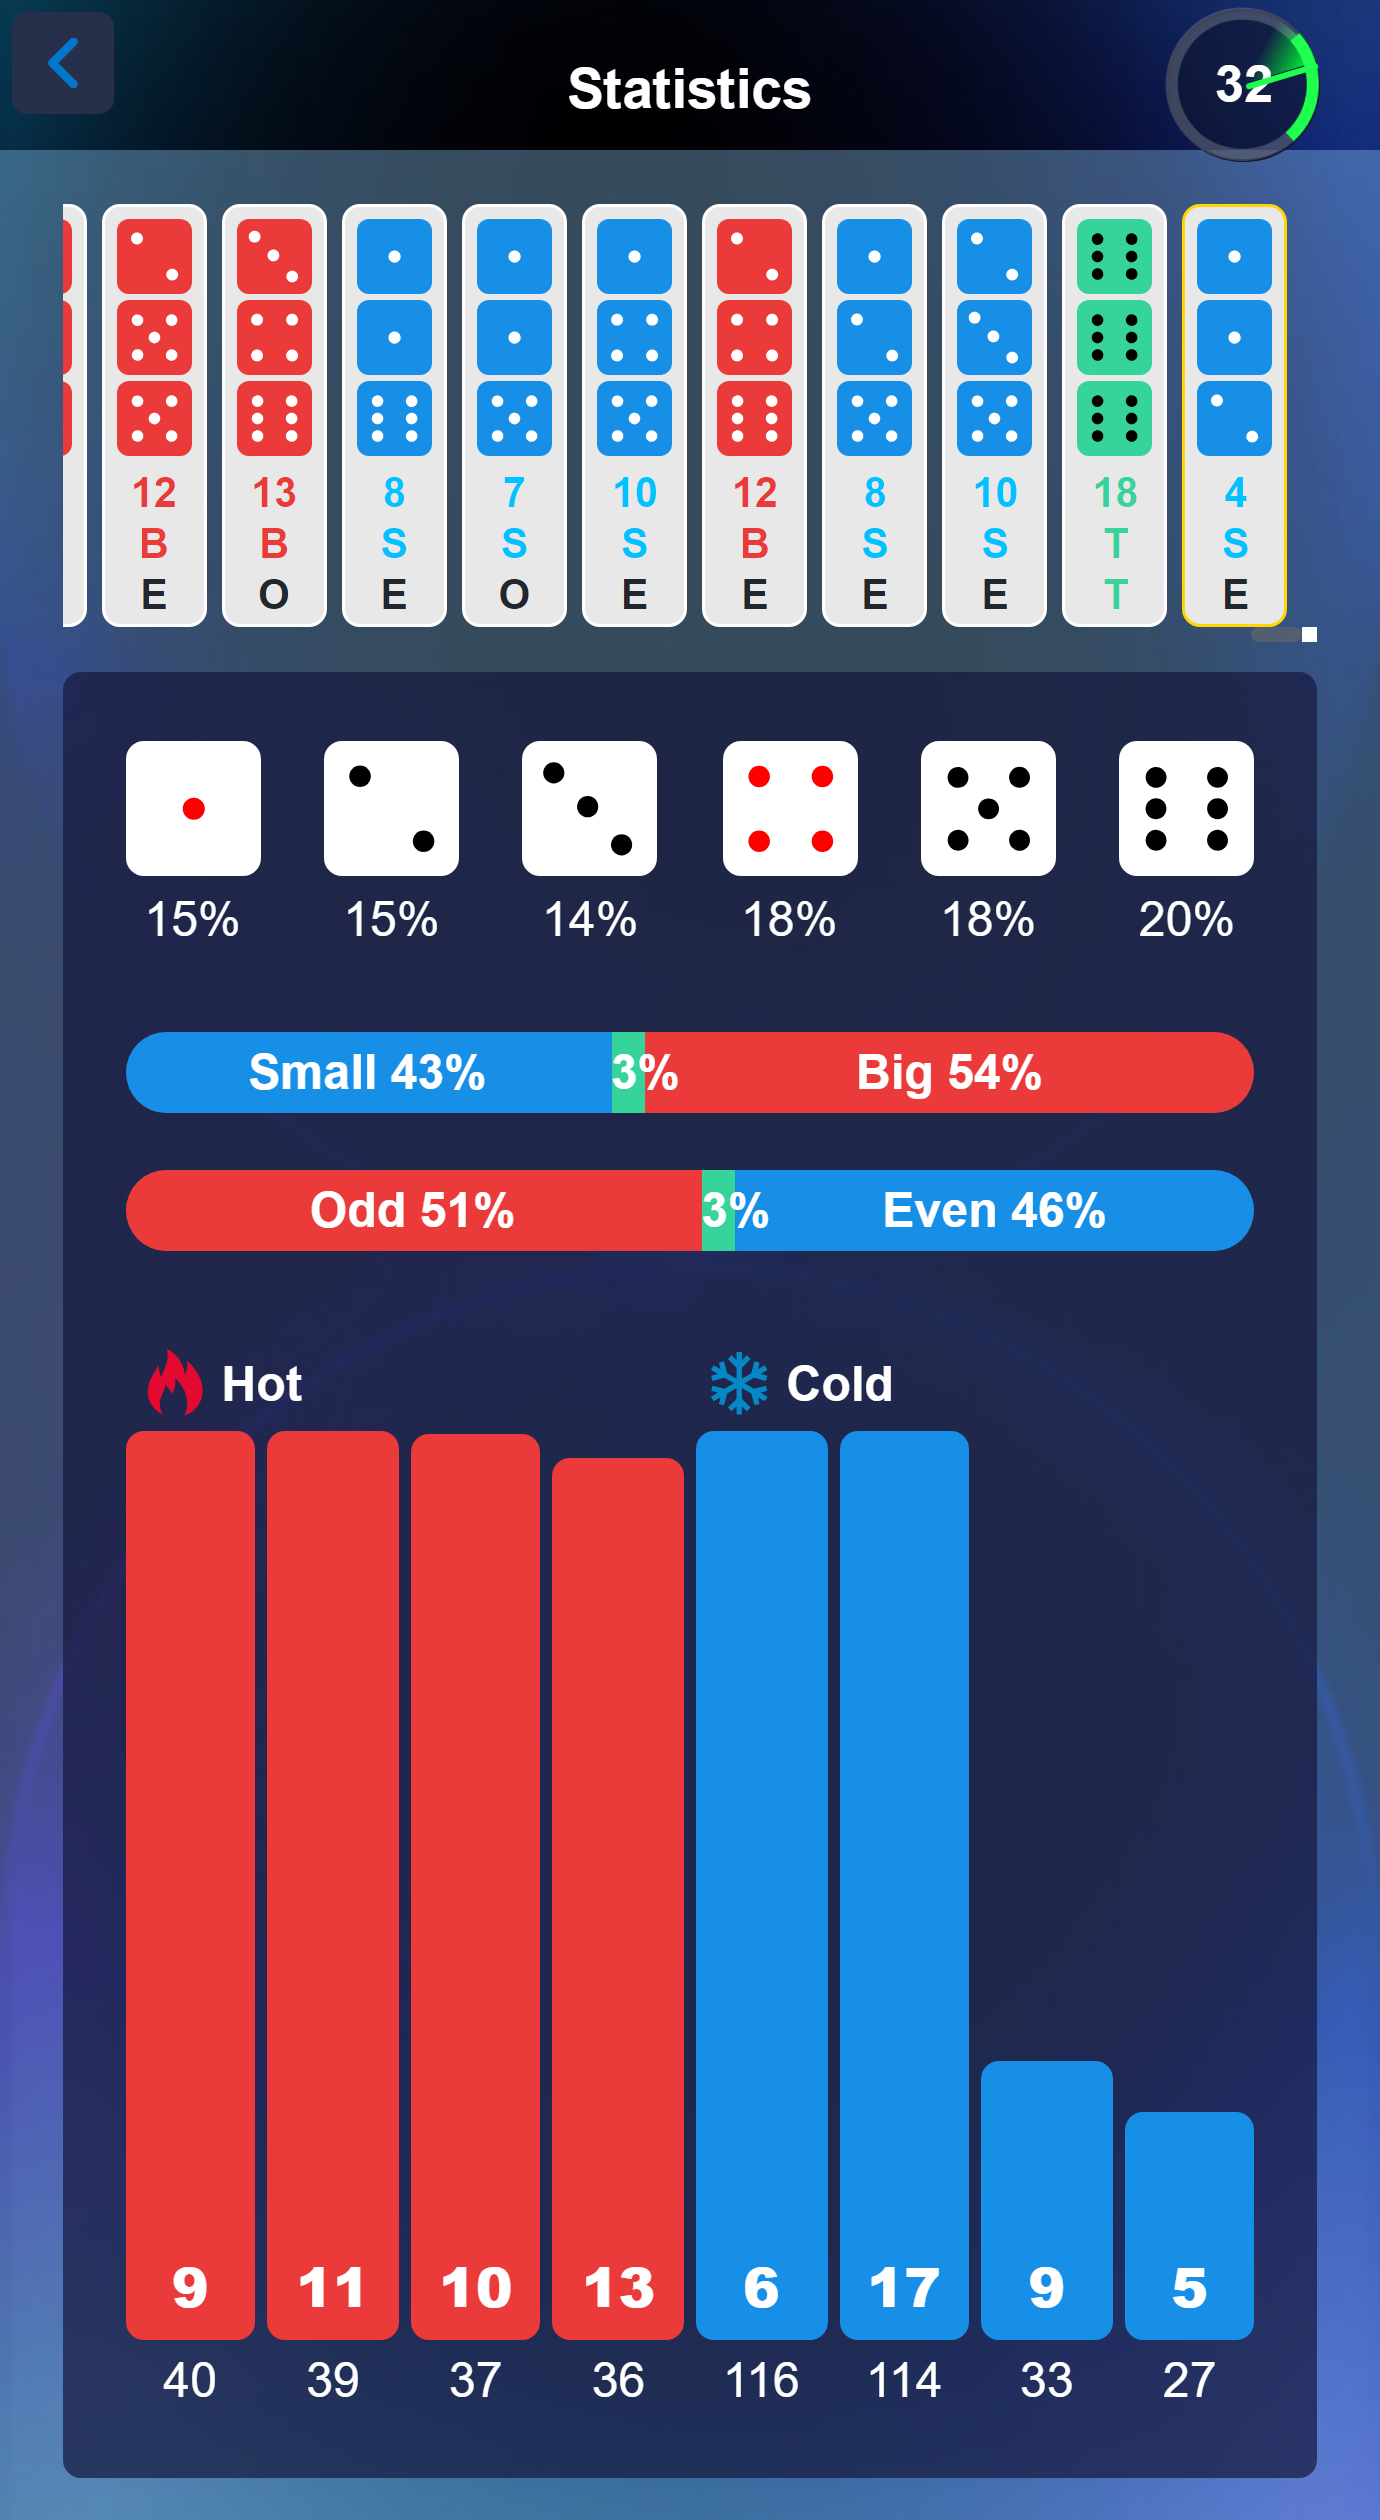 Statistics
32
12 13 8 7 10 12 8 10 18 4
B B S S S B S S T S
E O E O E E E E T E
15% 15% 14% 18% 18% 20%
Small 43% 3% Big 54%
Odd 51% 3% Even 46%
Hot Cold
9 11 10 13 6 17 9 5
40 39 37 36 116 114 33 27